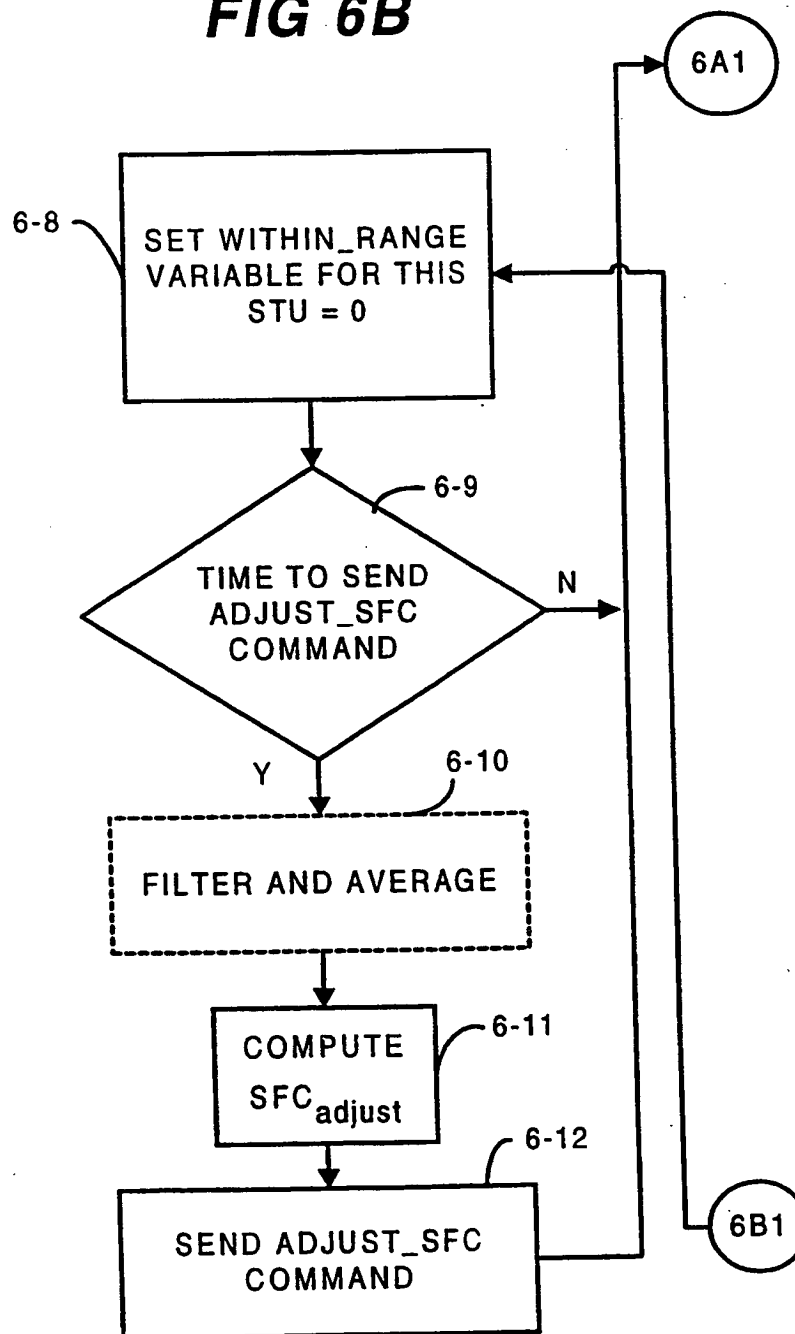 FIG 6B
6A1
6-8
SET WITHIN_RANGE
VARIABLE FOR THIS
STU = 0
6-9
TIME TO SEND
ADJUST_SFC
COMMAND
N
Y
6-10
FILTER AND AVERAGE
6-11
COMPUTE
SFCadjust
6-12
SEND ADJUST_SFC
COMMAND
6B1